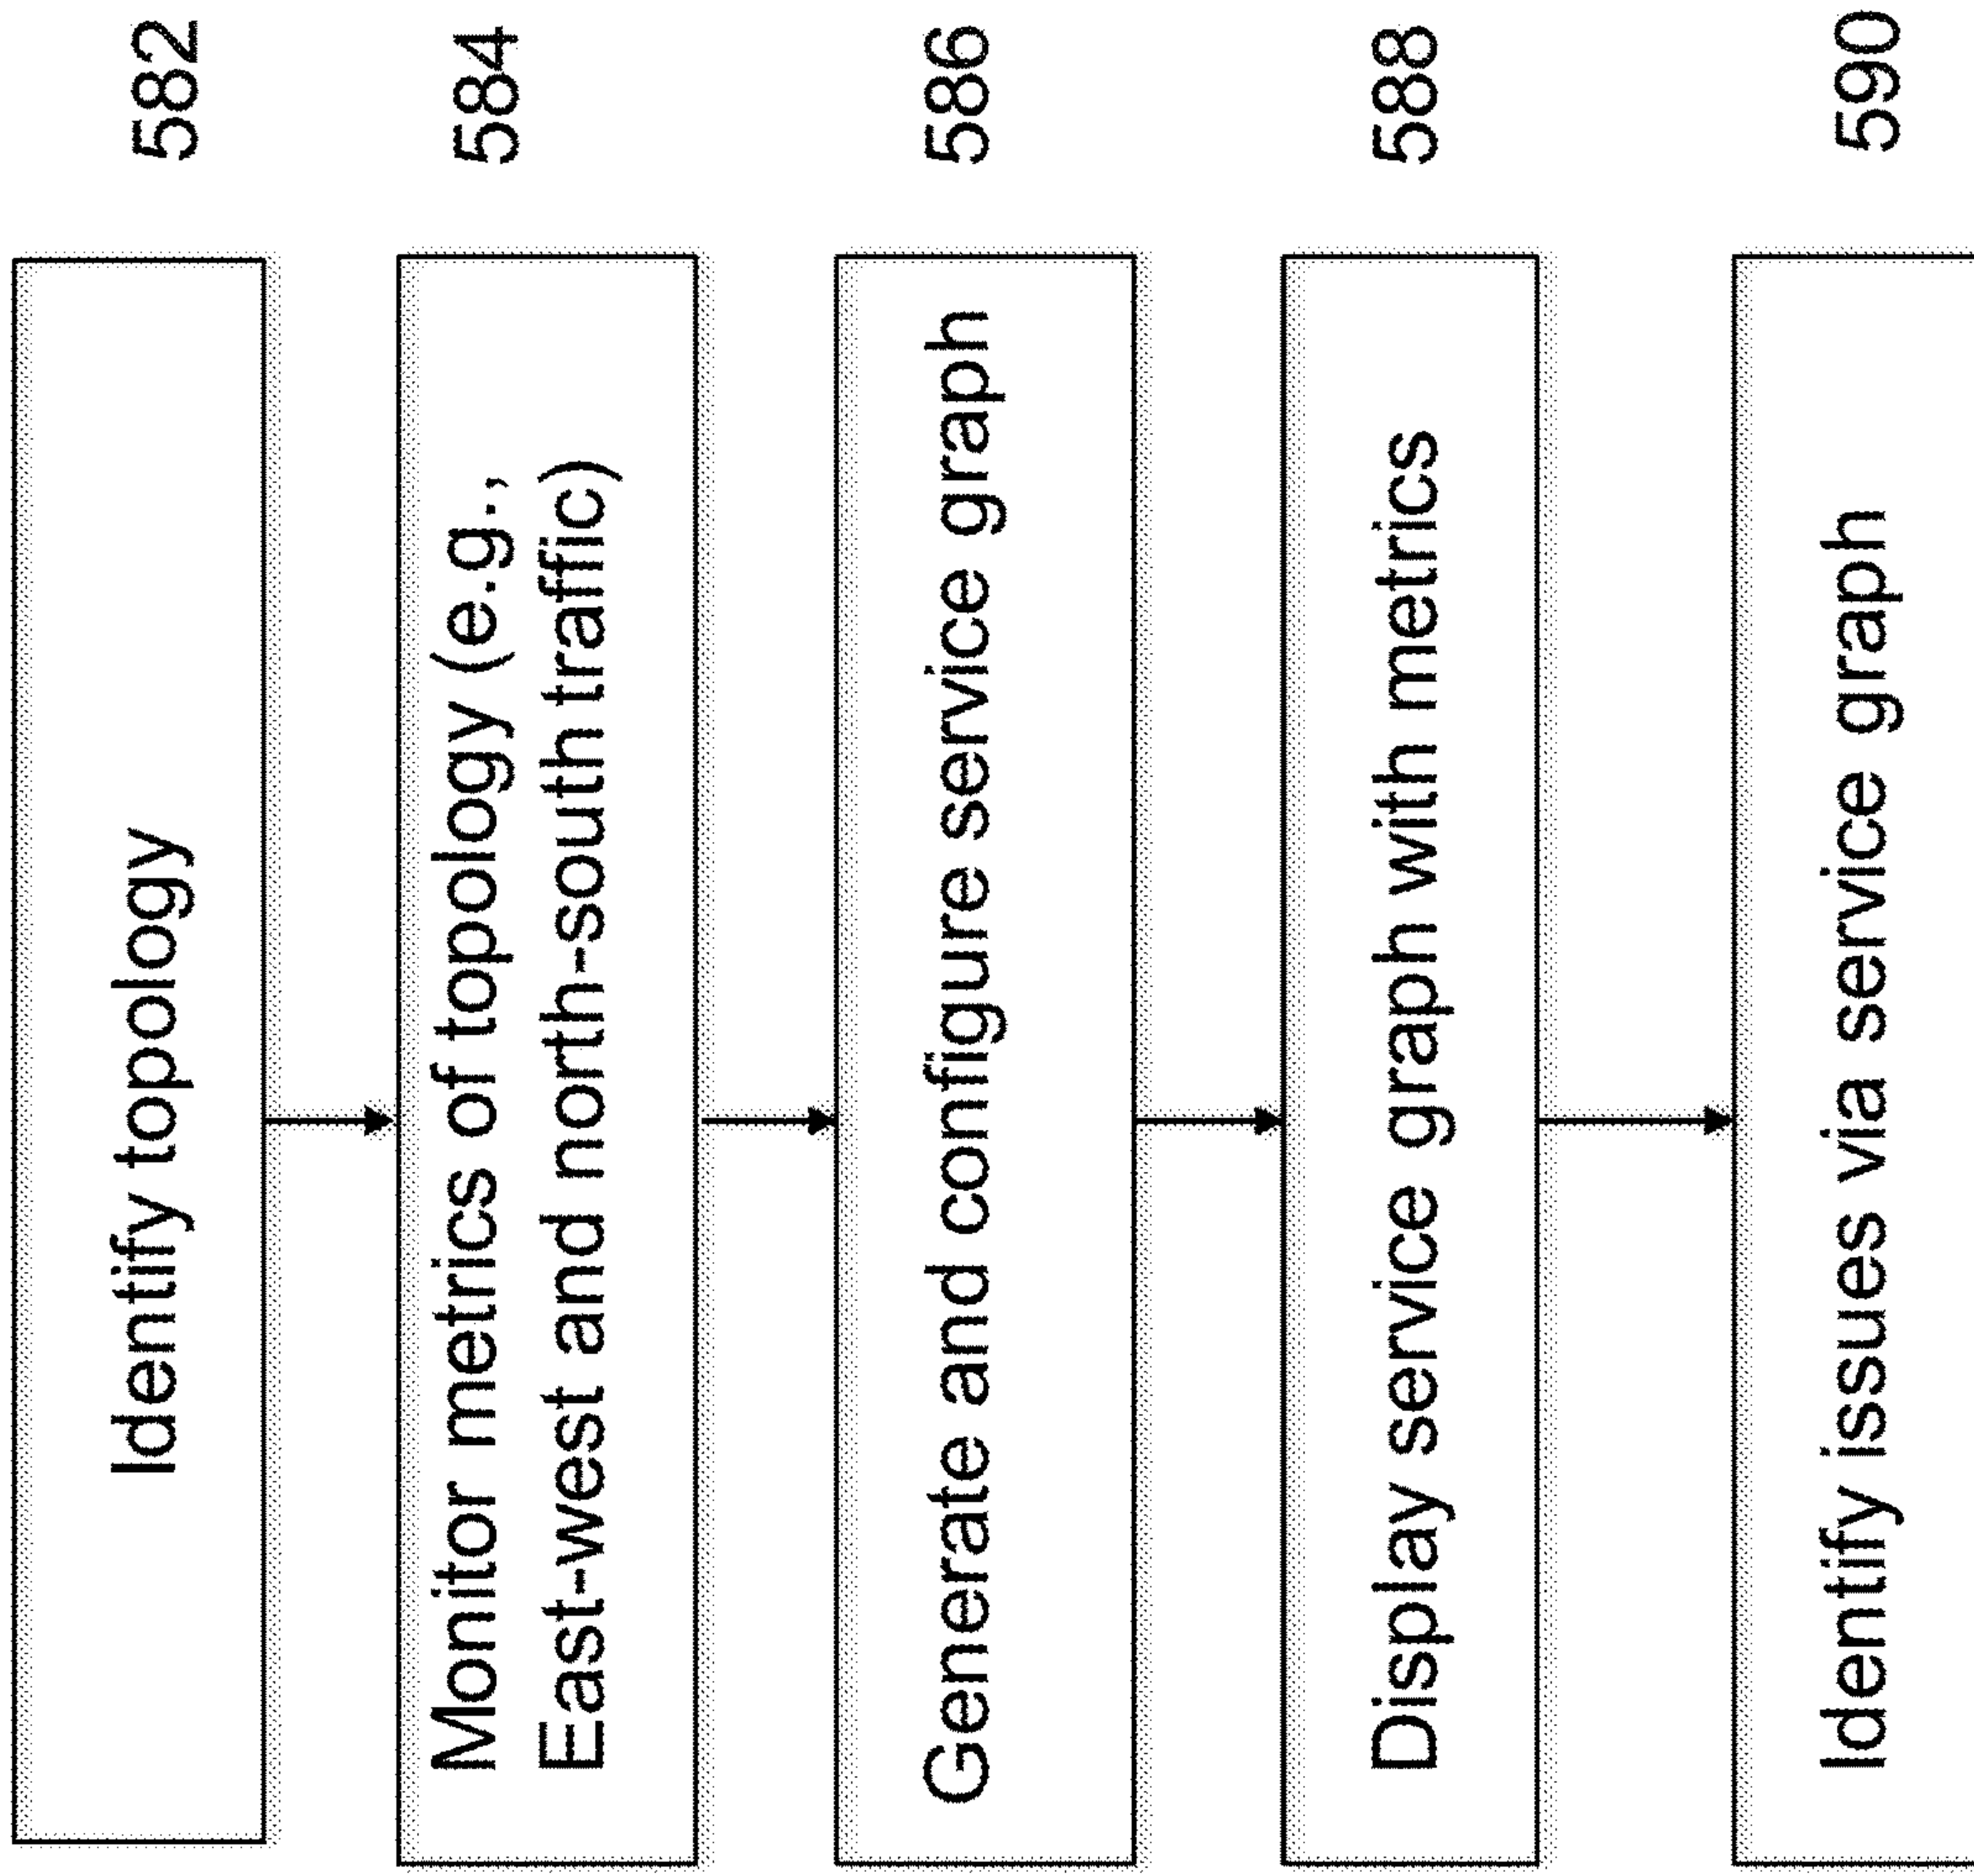 Identify topology
582
Monitor metrics of topology (e.g.,
East-west and north-south traffic)
584
Generate and configure service graph
586
Display service graph with metrics
588
Identify issues via service graph
590